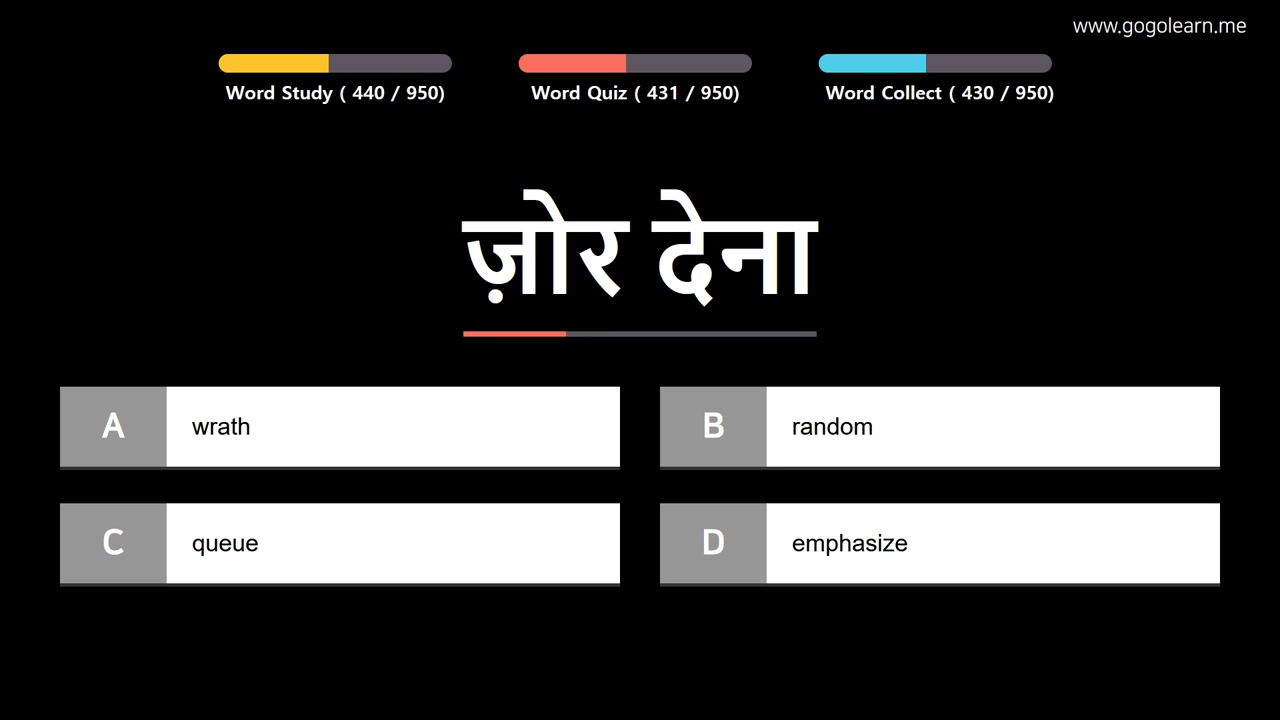 www.gogolearn.me
Word Study ( 440 / 950)
Word Quiz ( 431 / 950)
Word Collect ( 430 / 950)
ज़ोर देना
A wrath
B random
C queue
D emphasize